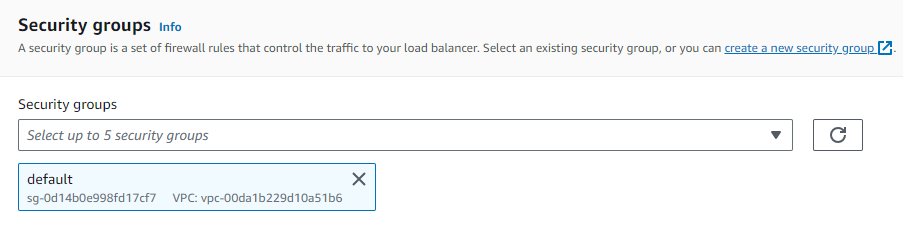 Security groups Info
A security group is a set of firewall rules that control the traffic to your load balancer. Select an existing security group, or you can create a new security group.
Security groups
Select up to 5 security groups
default
sg-0d14b0e998fd17cf7 VPC: vpc-00da1b229d10a51b6